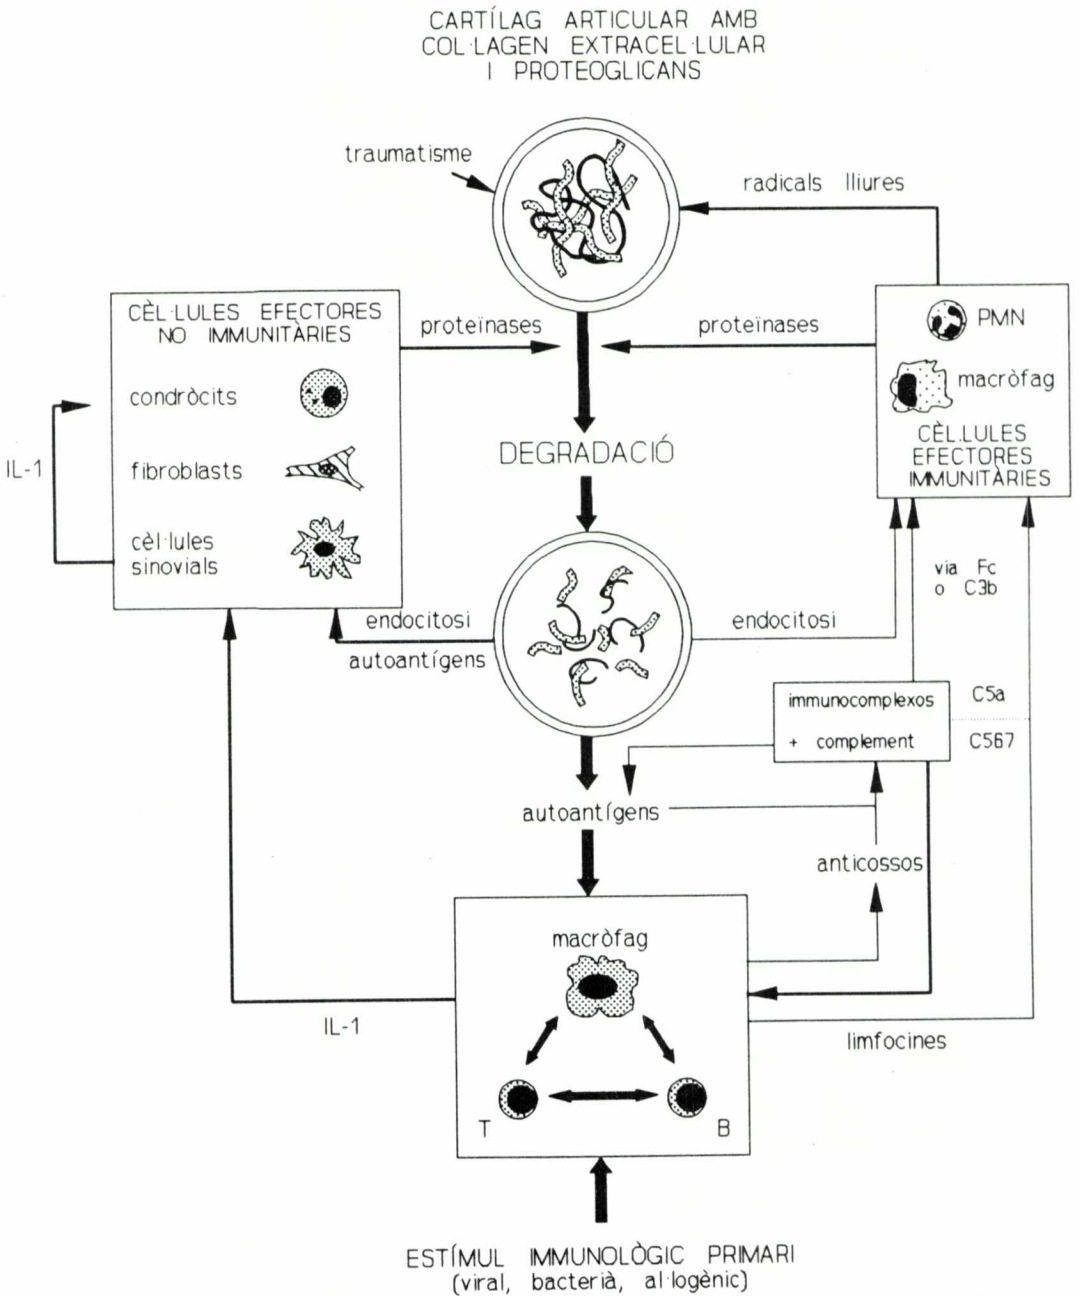 CARTÍLAG ARTICULAR AMB
COL·LAGEN EXTRACEL·LULAR
I PROTEOGLICANS
traumatisme
radicals lliures
CÈL·LULES EFECTORES
NO IMMUNITÀRIES
condròcits
fibroblasts
cèl·lules
sinovials
IL-1
proteïnases
proteïnases
PMN
macròfag
CÈL.LULES
EFECTORES
IMMUNITÀRIES
DEGRADACIÓ
via Fc
o C3b
endocitosi
autoantígens
endocitosi
immunocomplexos
+ complement
C5a
C567
autoantígens
anticossos
macròfag
T
B
IL-1
limfocines
ESTÍMUL IMMUNOLÒGIC PRIMARI
(viral, bacterià, al·logènic)